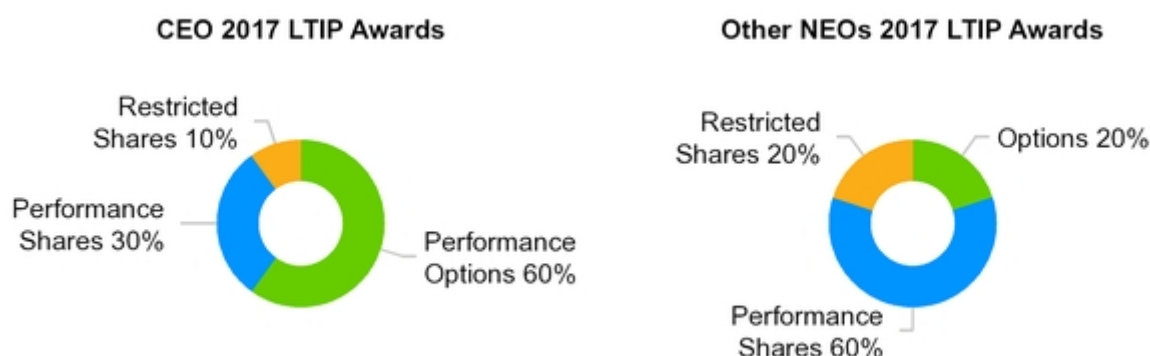 CEO 2017 LTIP Awards
Restricted
Shares 10%
Performance
Shares 30%
Performance
Options 60%
Other NEOs 2017 LTIP Awards
Restricted
Shares 20%
Options 20%
Performance
Shares 60%